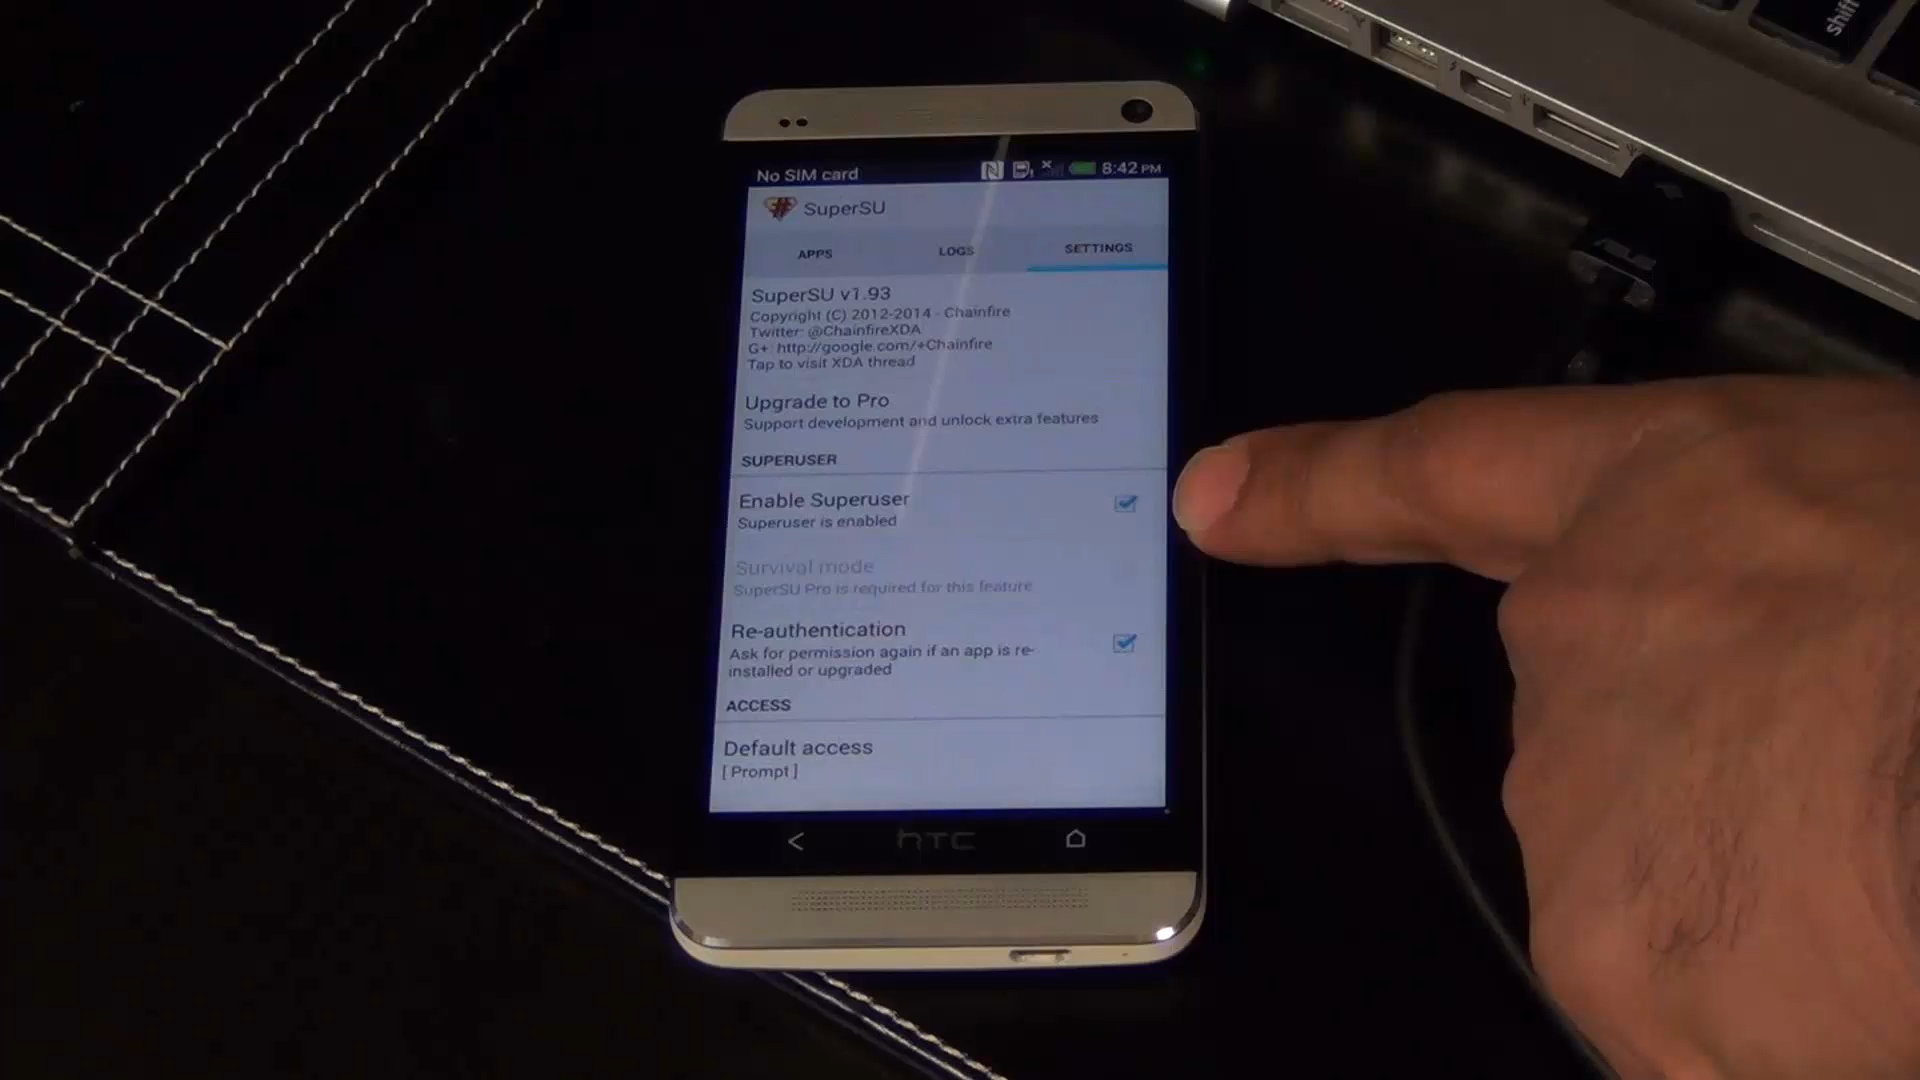 shift
No SIM card
8:42 PM
SuperSU
APPS
LOGS
SETTINGS
SuperSU v1.93
Copyright (C) 2012-2014 - Chainfire
Twitter: @ChainfireXDA
G+: http://google.com/+Chainfire
Tap to visit XDA thread
Upgrade to Pro
Support development and unlock extra features
SUPERUSER
Enable Superuser
Superuser is enabled
Survival mode
SuperSU Pro is required for this feature
Re-authentication
Ask for permission again if an app is re-
installed or upgraded
ACCESS
Default access
[ Prompt ]
hTC
ASUS